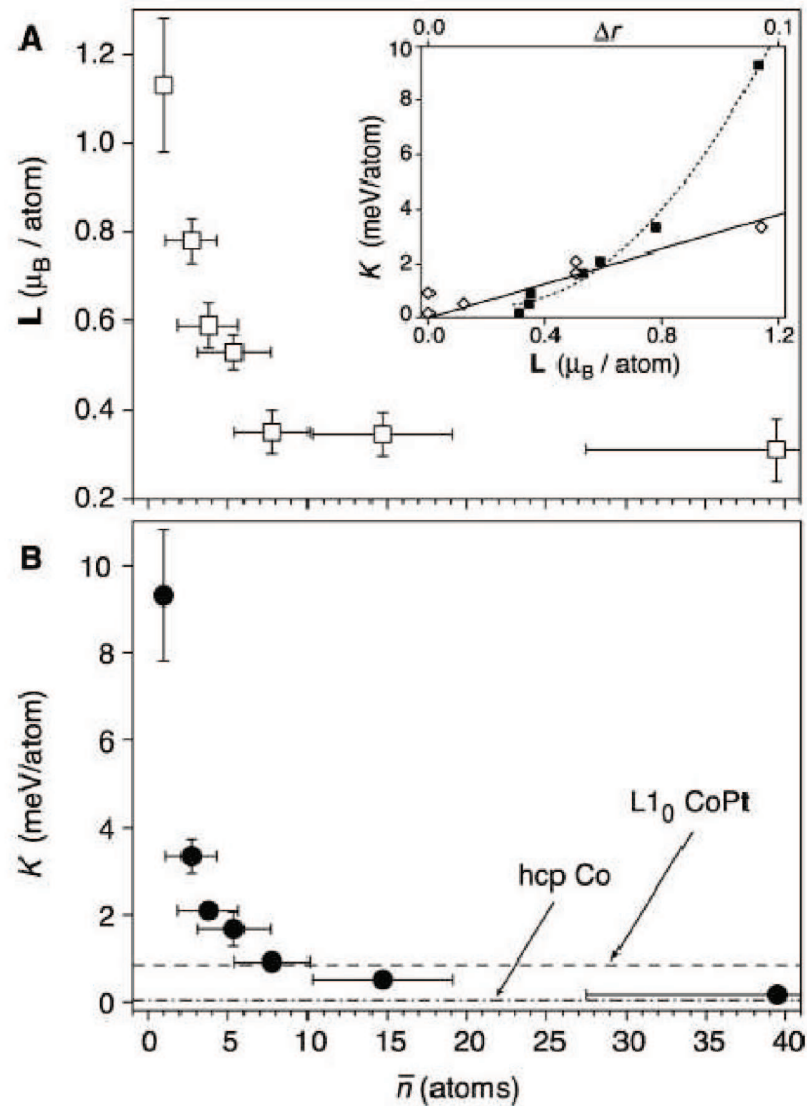 A
1.2
1.0
0.8
0.6
0.4
0.2
L (μB / atom)
0.0 Δr 0.1
10
8
6
4
2
0
K (meV/atom)
0.0 0.4 0.8 1.2
L (μB / atom)
B
10
8
6
4
2
0
K (meV/atom)
L10 CoPt
hcp Co
0 5 10 15 20 25 30 35 40
n̄ (atoms)